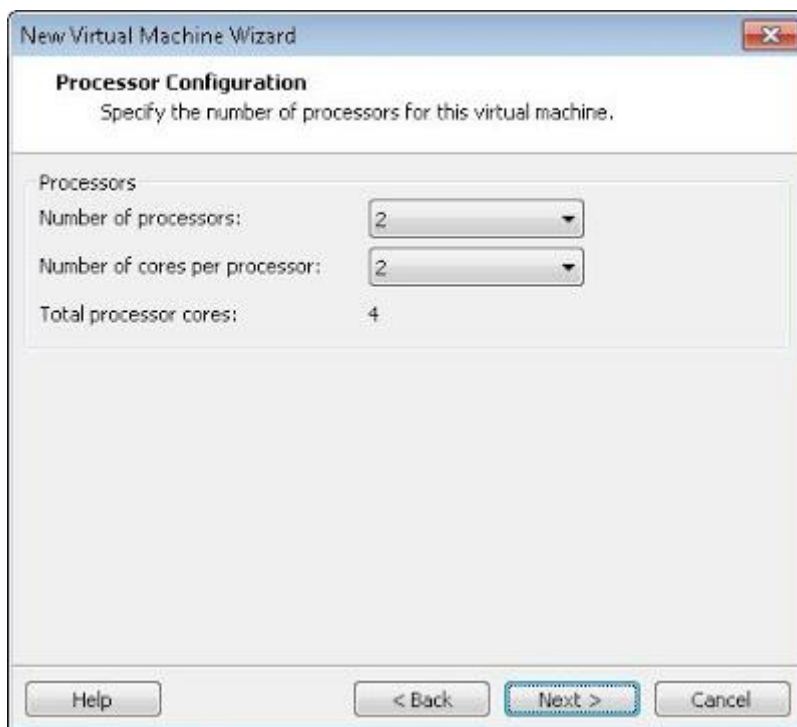 New Virtual Machine Wizard
Processor Configuration
Specify the number of processors for this virtual machine.
Processors
Number of processors: 2
Number of cores per processor: 2
Total processor cores: 4
Help < Back Next > Cancel